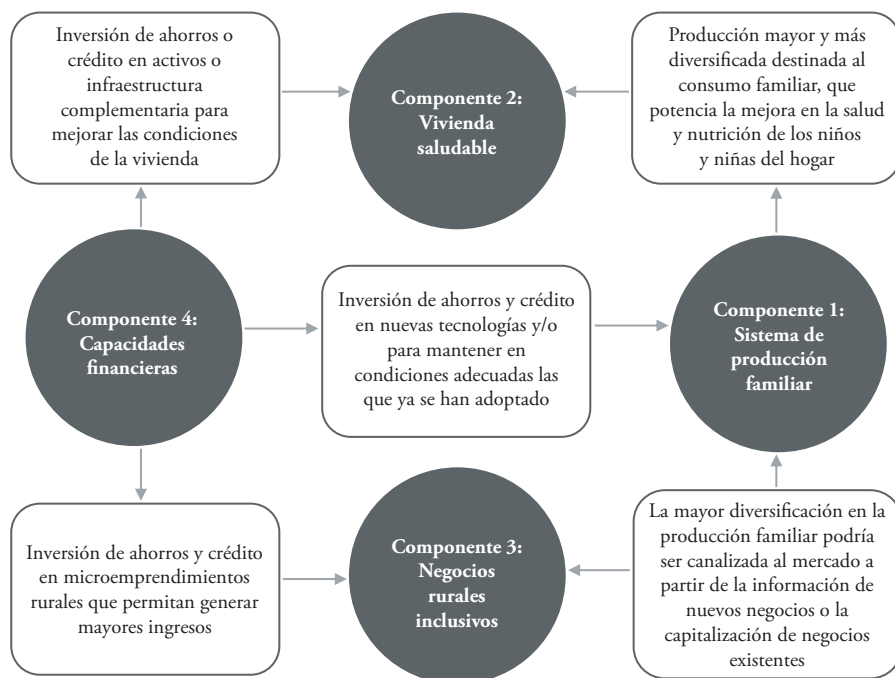 Inversión de ahorros o
crédito en activos o
infraestructura
complementaria para
mejorar las condiciones
de la vivienda
Componente 2:
Vivienda
saludable
Producción mayor y más
diversificada destinada al
consumo familiar, que
potencia la mejora en la salud
y nutrición de los niños
y niñas del hogar
Componente 4:
Capacidades
financieras
Inversión de ahorros y crédito
en nuevas tecnologías y/o
para mantener en
condiciones adecuadas las
que ya se han adoptado
Componente 1:
Sistema de
producción
familiar
Inversión de ahorros y crédito
en microemprendimientos
rurales que permitan generar
mayores ingresos
Componente 3:
Negocios
rurales
inclusivos
La mayor diversificación en la
producción familiar podría
ser canalizada al mercado a
partir de la información de
nuevos negocios o la
capitalización de negocios
existentes